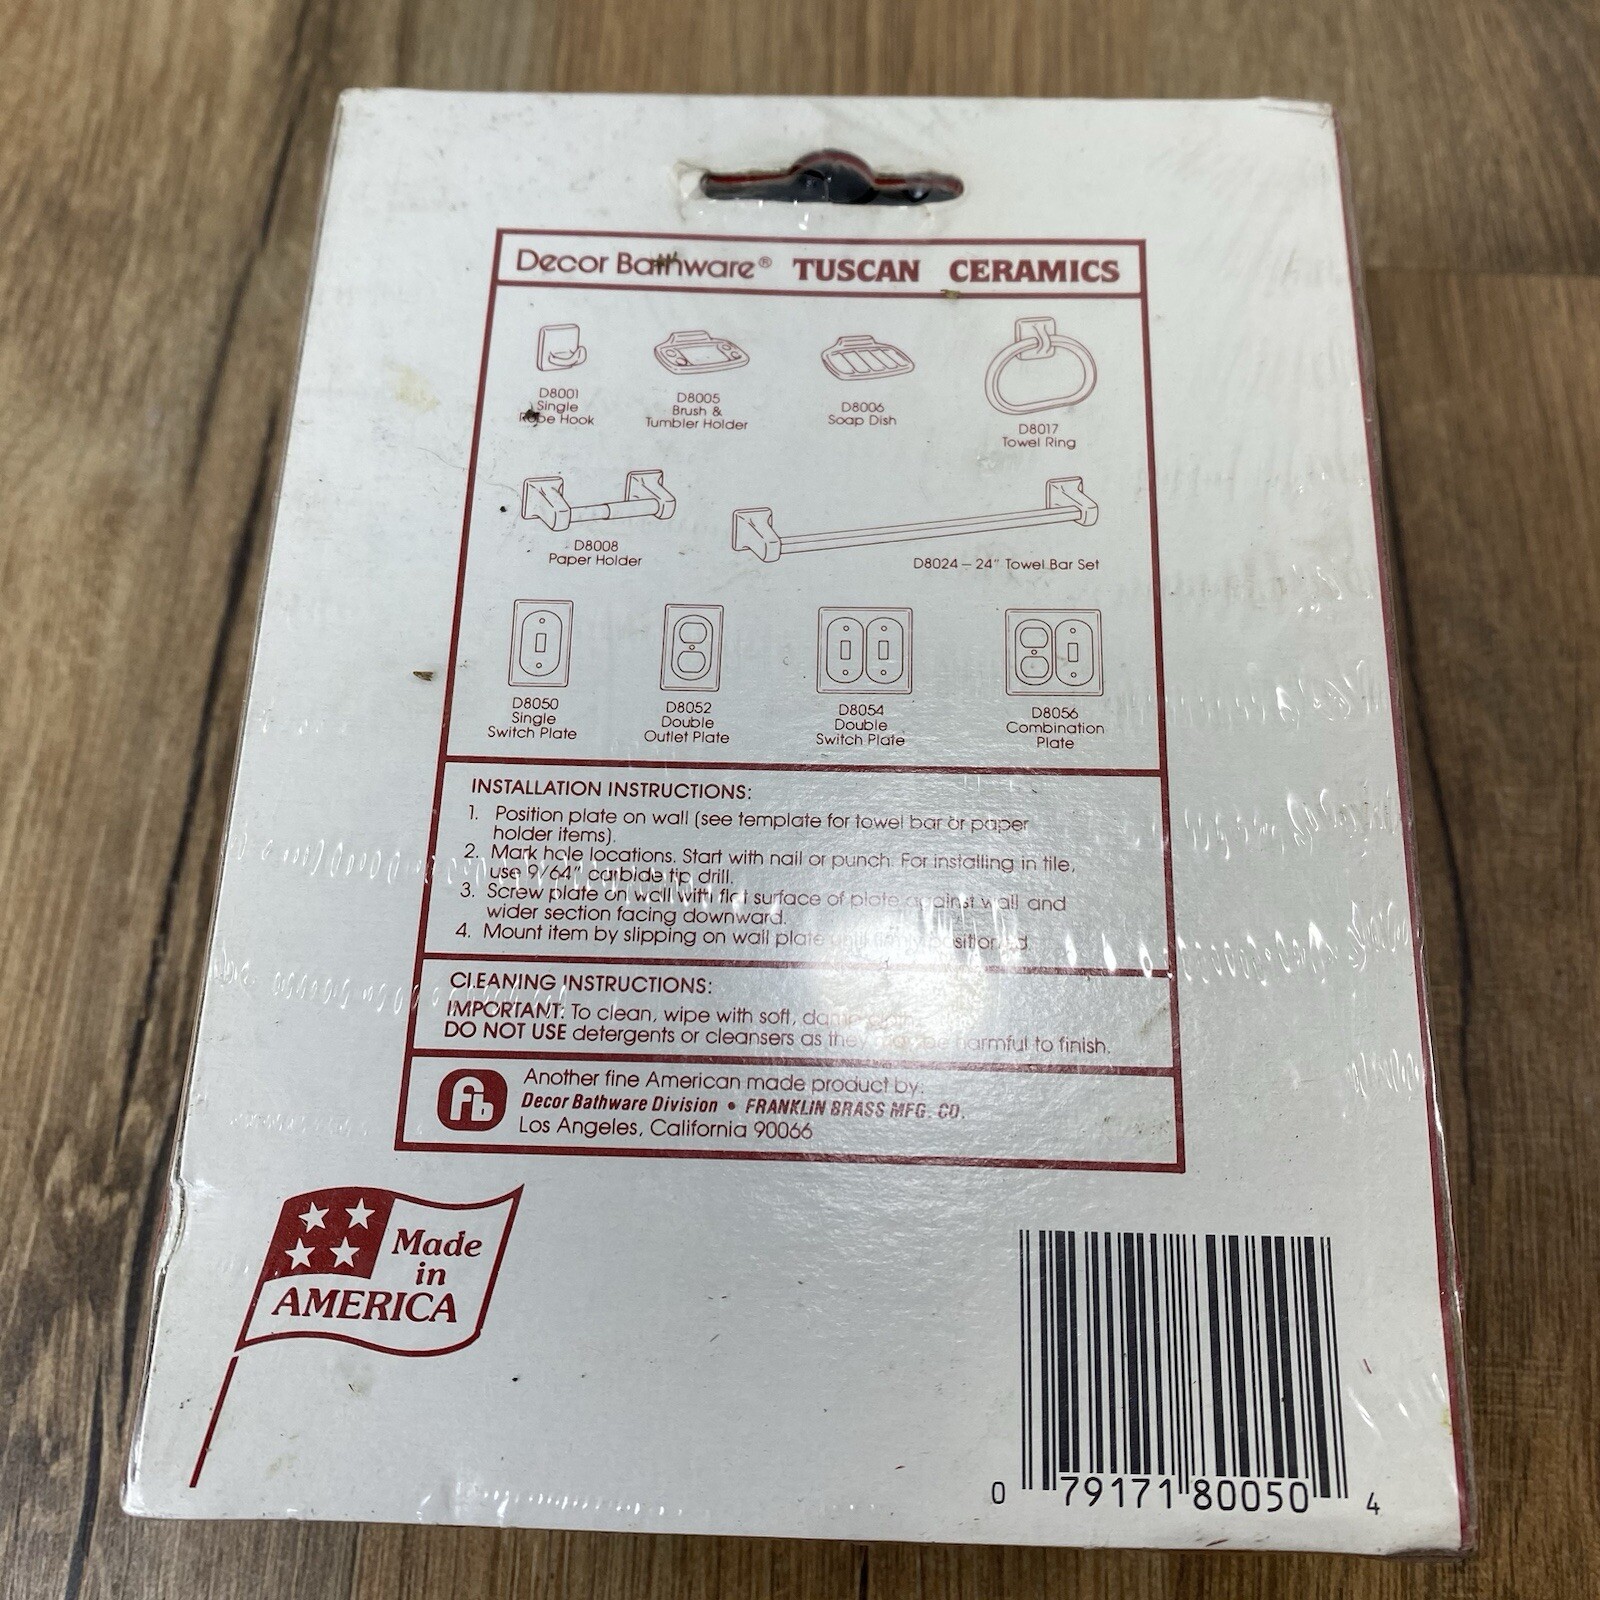 Decor Bathware® TUSCAN CERAMICS
D8001
Single
Robe Hook
D8005
Brush &
Tumbler Holder
D8006
Soap Dish
D8017
Towel Ring
D8008
Paper Holder
D8024 – 24" Towel Bar Set
D8050
Single
Switch Plate
D8052
Double
Outlet Plate
D8054
Double
Switch Plate
D8056
Combination
Plate
INSTALLATION INSTRUCTIONS:
1. Position plate on wall (see template for towel bar or paper
holder items).
2. Mark hole locations. Start with nail or punch. For installing in tile,
use 9/64" carbide tip drill.
3. Screw plate on wall with flat surface of plate against wall and
wider section facing downward.
4. Mount item by slipping on wall plate until firmly positioned.
CLEANING INSTRUCTIONS:
IMPORTANT: To clean, wipe with soft, damp cloth.
DO NOT USE detergents or cleansers as they may be harmful to finish.
fb
Another fine American made product by:
Decor Bathware Division • FRANKLIN BRASS MFG. CO.
Los Angeles, California 90066
Made
in
AMERICA
0 79171 80050 4